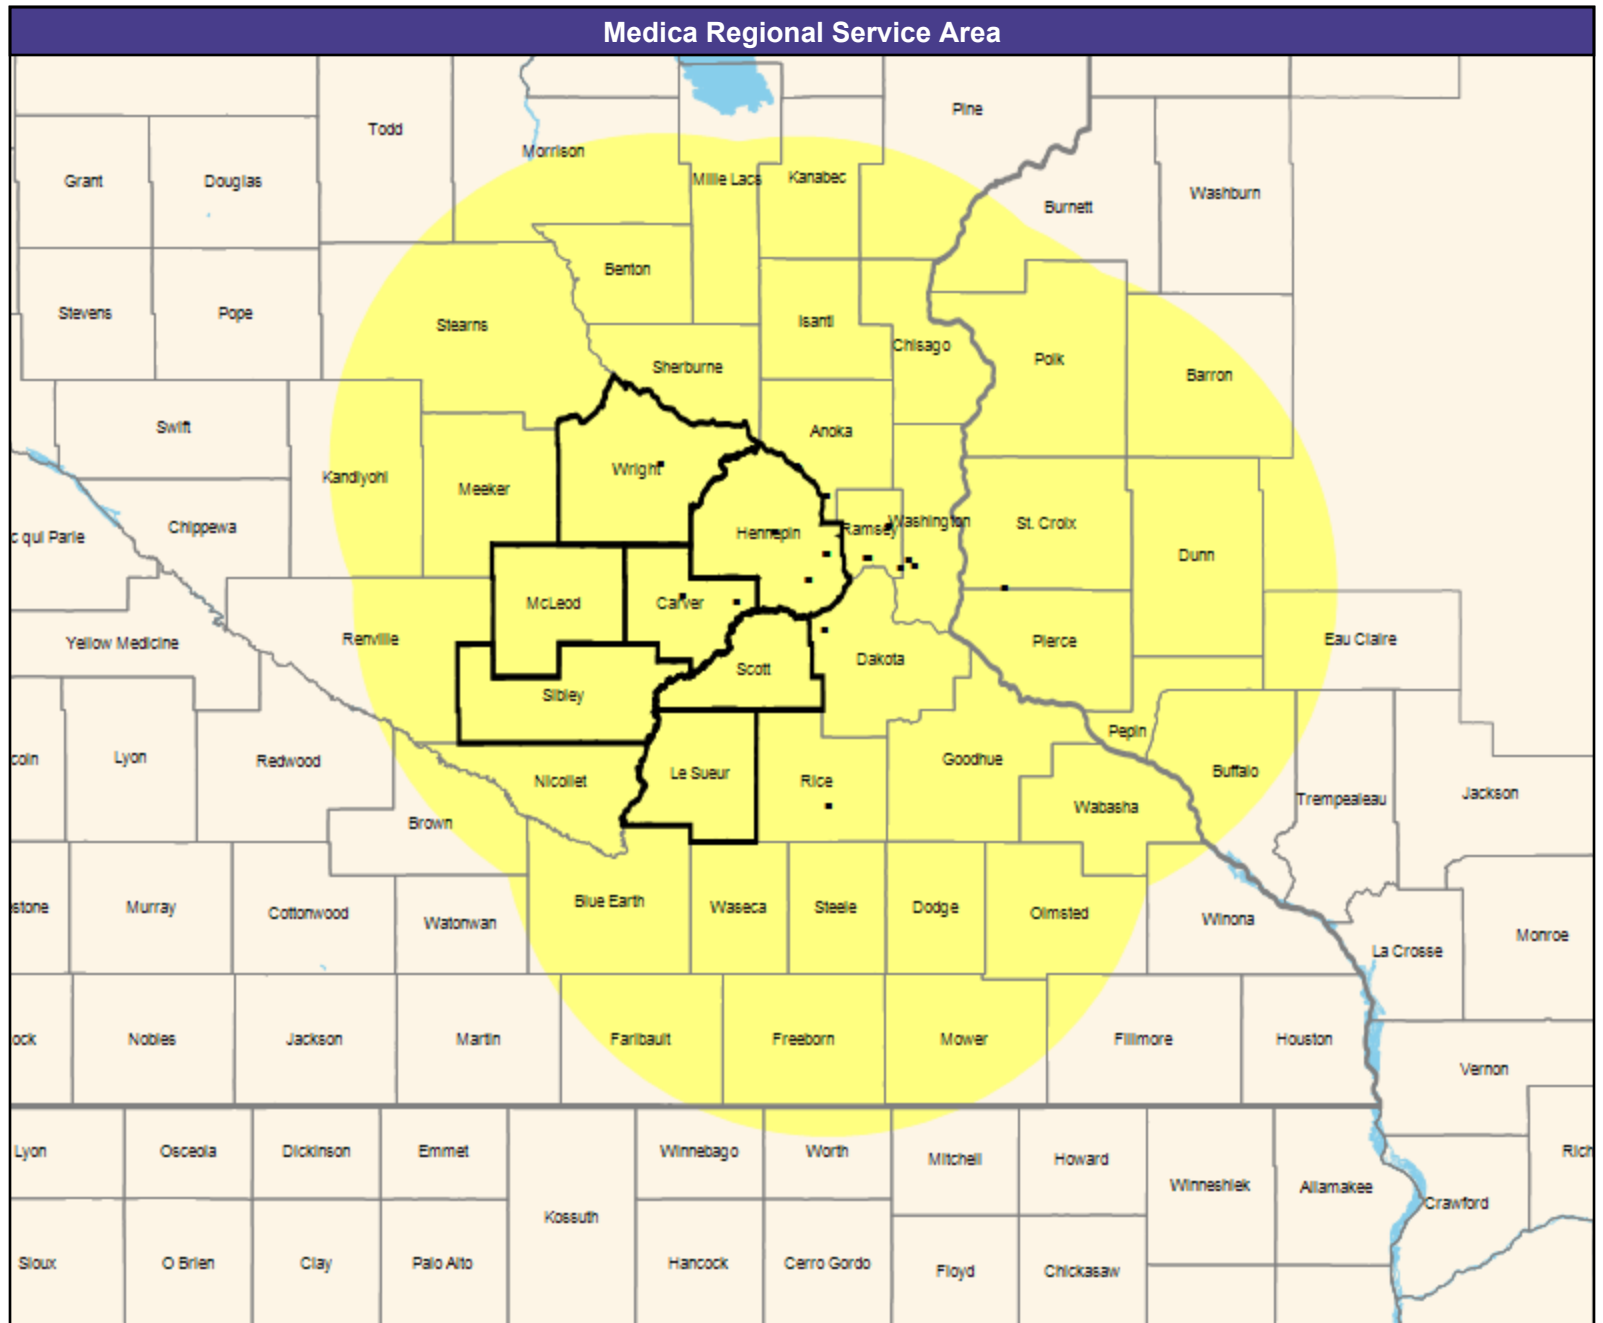 Medica Regional Service Area
Pine
Todd
Morrison
Grant
Douglas
Mille Lacs
Kanabec
Washburn
Burnett
Benton
Stevens
Pope
Stearns
Isanti
Chisago
Polk
Barron
Sherburne
Swift
Anoka
Wright
Kandiyohi
Meeker
Chippewa
c qui Parle
Hennepin
Ramsey
Washington
St. Croix
Dunn
McLeod
Carver
Yellow Medicine
Renville
Scott
Dakota
Pierce
Eau Claire
Sibley
coln
Lyon
Redwood
Nicollet
Le Sueur
Rice
Goodhue
Pepin
Buffalo
Wabasha
Trempealeau
Jackson
Brown
stone
Murray
Cottonwood
Watonwan
Blue Earth
Waseca
Steele
Dodge
Olmsted
Winona
La Crosse
Monroe
ock
Nobles
Jackson
Martin
Faribault
Freeborn
Mower
Fillmore
Houston
Vernon
Lyon
Osceola
Dickinson
Emmet
Winnebago
Worth
Mitchell
Howard
Rich
Winneshiek
Allamakee
Crawford
Kossuth
Sioux
O Brien
Clay
Palo Alto
Hancock
Cerro Gordo
Floyd
Chickasaw